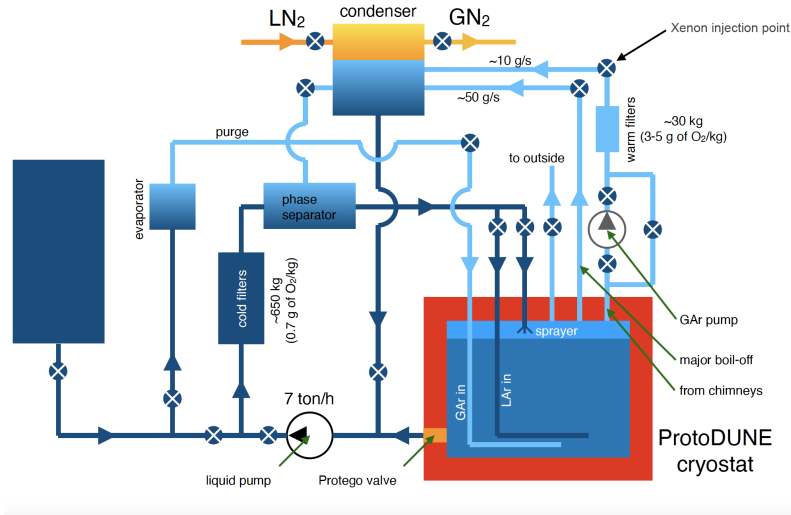 LN2
condenser
GN2
Xenon injection point
~10 g/s
~50 g/s
warm filters
~30 kg
(3-5 g of O2/kg)
purge
to outside
evaporator
phase
separator
cold filters
~650 kg
(0.7 g of O2/kg)
GAr pump
sprayer
major boil-off
from chimneys
GAr in
LAr in
7 ton/h
liquid pump
Protego valve
ProtoDUNE
cryostat